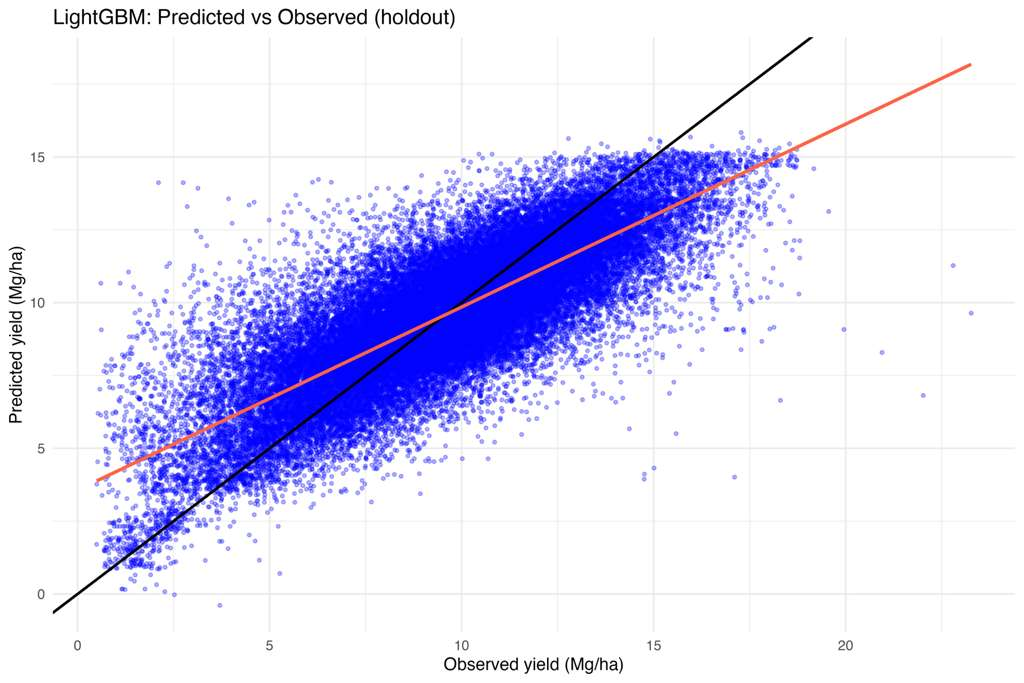 LightGBM: Predicted vs Observed (holdout)
Predicted yield (Mg/ha)
15
10
5
0
0 5 10 15 20
Observed yield (Mg/ha)